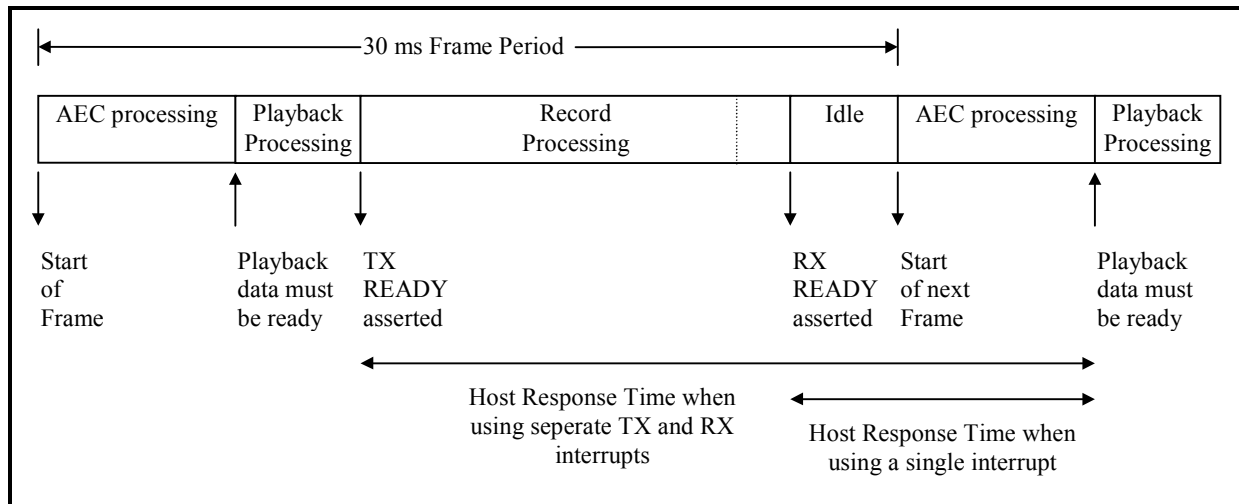 30 ms Frame Period
AEC processing
Playback
Processing
Record
Processing
Idle
AEC processing
Playback
Processing
Start
of
Frame
Playback
data must
be ready
TX
READY
asserted
RX
READY
asserted
Start
of next
Frame
Playback
data must
be ready
Host Response Time when
using seperate TX and RX
interrupts
Host Response Time when
using a single interrupt